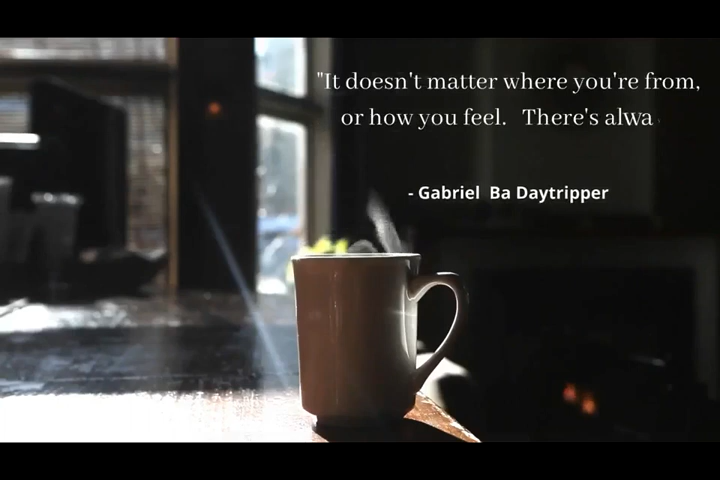 "It doesn't matter where you're from,
or how you feel. There's alwa
- Gabriel Ba Daytripper